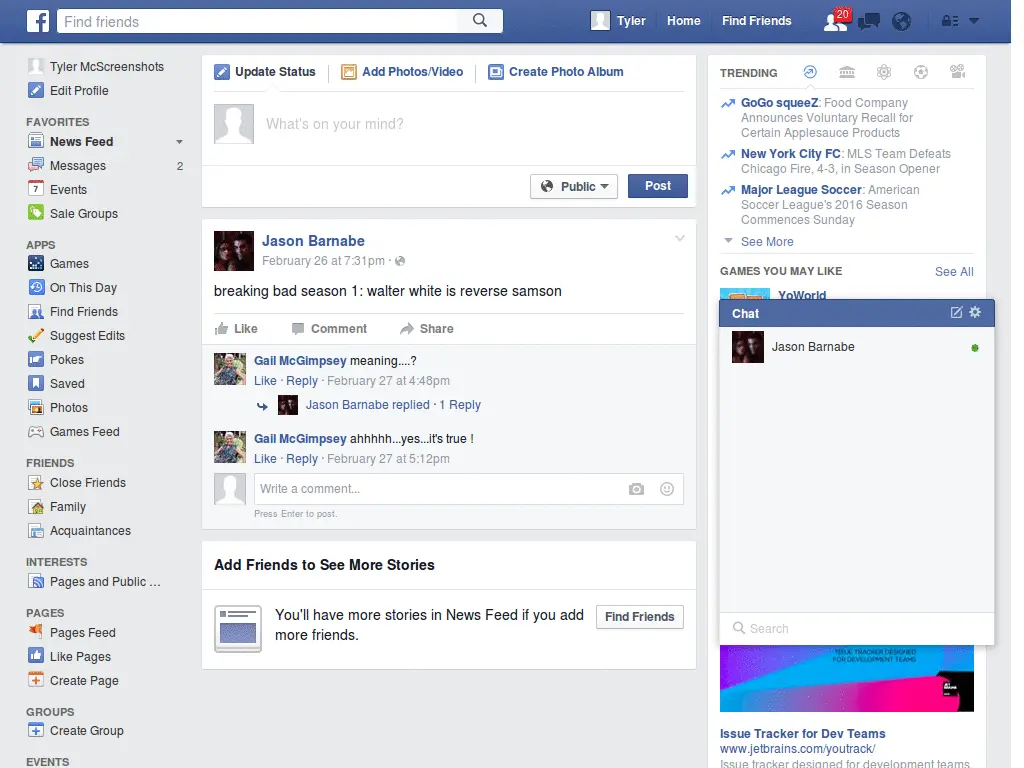 f
Find friends
Tyler
Home
Find Friends
20
Tyler McScreenshots
Edit Profile
FAVORITES
News Feed
Messages 2
7 Events
Sale Groups
APPS
Games
On This Day
Find Friends
Suggest Edits
Pokes
Saved
Photos
Games Feed
FRIENDS
Close Friends
Family
Acquaintances
INTERESTS
Pages and Public ...
PAGES
Pages Feed
Like Pages
Create Page
GROUPS
Create Group
EVENTS
Update Status
Add Photos/Video
Create Photo Album
What's on your mind?
Public
Post
Jason Barnabe
February 26 at 7:31pm ·
breaking bad season 1: walter white is reverse samson
Like
Comment
Share
Gail McGimpsey meaning....?
Like · Reply · February 27 at 4:48pm
Jason Barnabe replied · 1 Reply
Gail McGimpsey ahhhhh...yes...it's true !
Like · Reply · February 27 at 5:12pm
Write a comment...
Press Enter to post.
Add Friends to See More Stories
You'll have more stories in News Feed if you add
more friends.
Find Friends
TRENDING
GoGo squeeZ: Food Company
Announces Voluntary Recall for
Certain Applesauce Products
New York City FC: MLS Team Defeats
Chicago Fire, 4-3, in Season Opener
Major League Soccer: American
Soccer League's 2016 Season
Commences Sunday
See More
GAMES YOU MAY LIKE
See All
YoWorld
Chat
Jason Barnabe
Search
ISSUE TRACKER DESIGNED
FOR DEVELOPMENT TEAMS
JET
BRAINS
Issue Tracker for Dev Teams
www.jetbrains.com/youtrack/
Issue tracker designed for development teams.